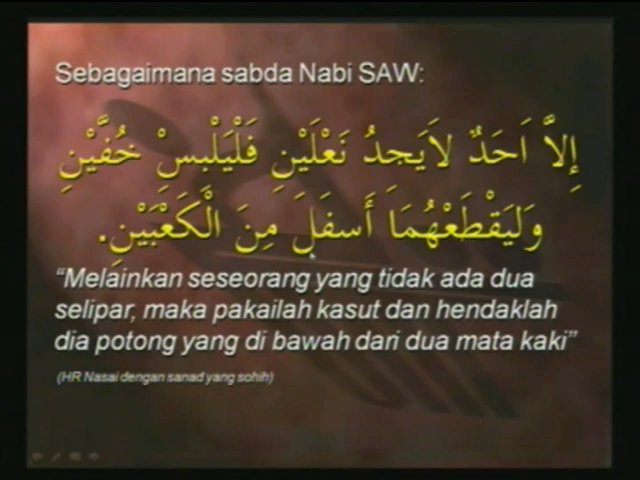 Sebagaimana sabda Nabi SAW:
إِلاَّ اَحَدٌ لاَيَجِدُ نَعْلَيْنِ فَلْيَلْبِسْ خُفَّيْنِ
وَلْيَقْطَعْهُمَا أَسفَلَ مِنَ الْكَعْبَيْنِ.
“Melainkan seseorang yang tidak ada dua
selipar, maka pakailah kasut dan hendaklah
dia potong yang di bawah dari dua mata kaki”
(HR Nasai dengan sanad yang sohih)